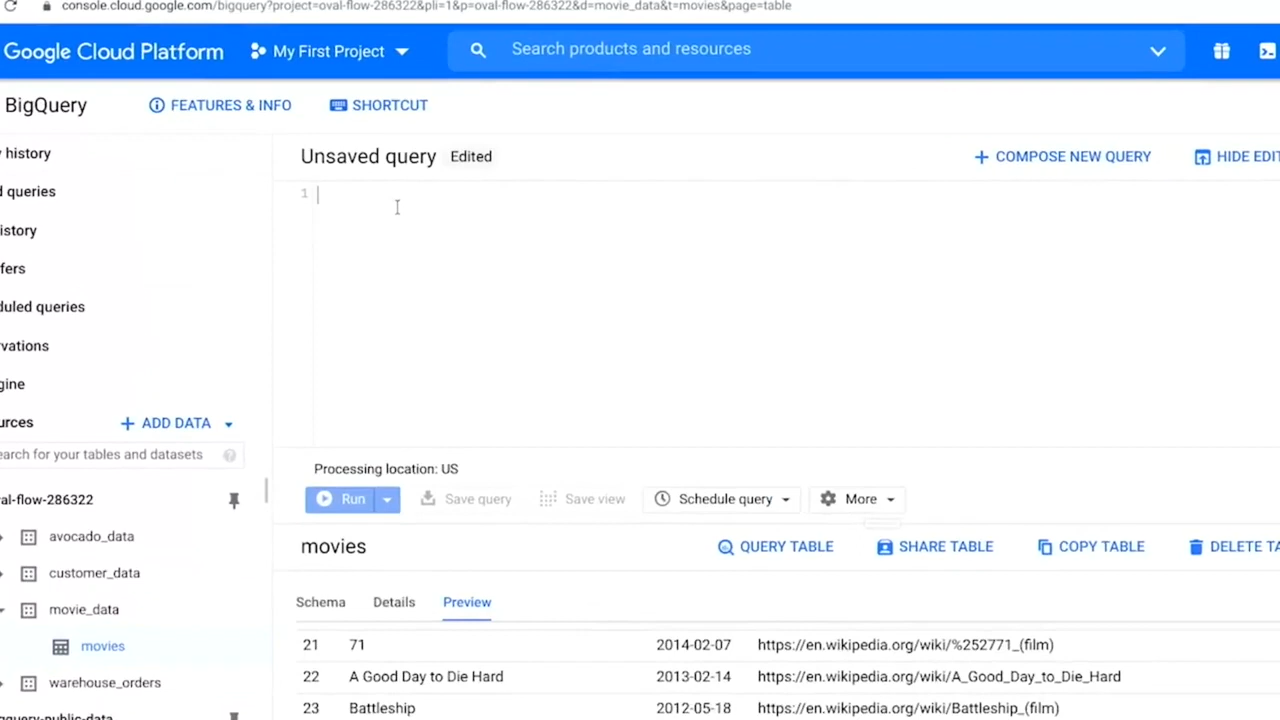 console.cloud.google.com/bigquery?project=oval-flow-286322&pli=1&p=oval-flow-286322&d=movie_data&t=movies&page=table
Google Cloud Platform My First Project Search products and resources
BigQuery FEATURES & INFO SHORTCUT
history
Unsaved query Edited COMPOSE NEW QUERY HIDE EDI
1
queries
istory
fers
duled queries
vations
gine
urces ADD DATA
earch for your tables and datasets
Processing location: US
al-flow-286322
Run Save query Save view Schedule query More
avocado_data
movies QUERY TABLE SHARE TABLE COPY TABLE DELETE TA
customer_data
movie_data
Schema Details Preview
movies
21 71 2014-02-07 https://en.wikipedia.org/wiki/%252771_(film)
22 A Good Day to Die Hard 2013-02-14 https://en.wikipedia.org/wiki/A_Good_Day_to_Die_Hard
warehouse_orders
23 Battleship 2012-05-18 https://en.wikipedia.org/wiki/Battleship_(film)
gquery-public-data